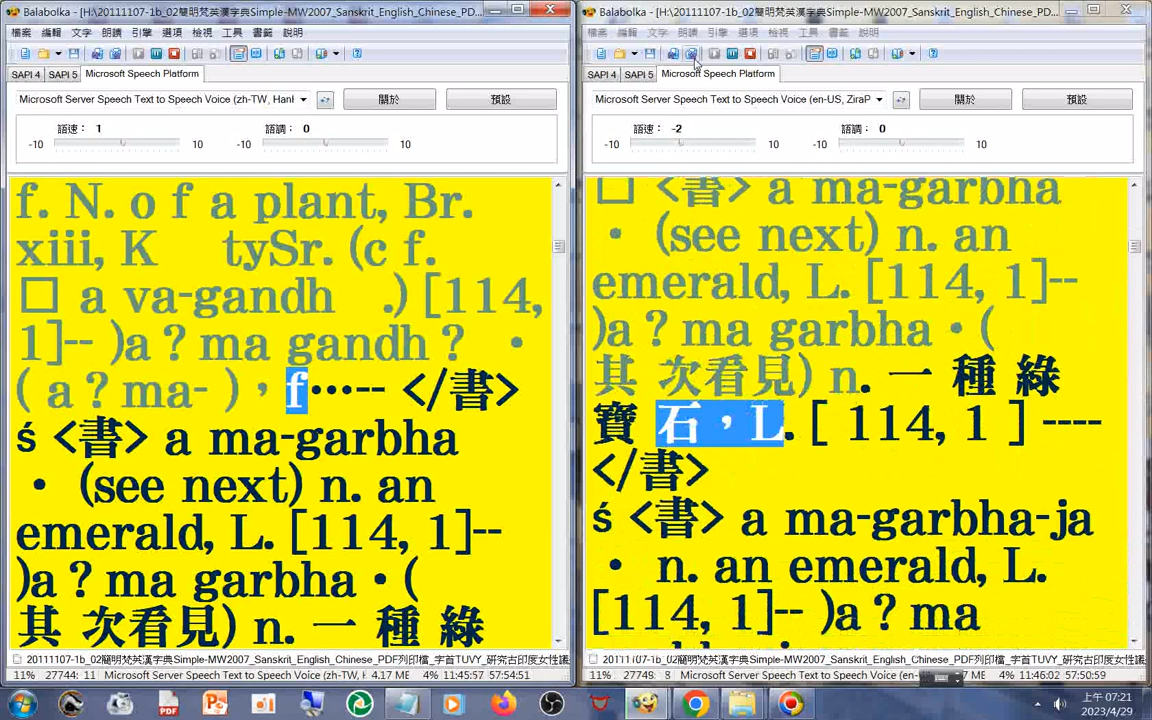 Balabolka - [H:\20111107-1b_02簡明梵英漢字典Simple-MW2007_Sanskrit_English_Chinese_PD...
檔案 編輯 文字 朗讀 引擎 選項 檢視 工具 書籤 說明
SAPI 4 SAPI 5 Microsoft Speech Platform
Microsoft Server Speech Text to Speech Voice (zh-TW, Hanl
關於 預設
語速： 1 語調： 0
-10 10 -10 10
f. N. o f a plant, Br.
xiii, K tySr. (c f.
□ a va-gandh .) [114,
1]-- )a？ma gandh？ •
( a？ma- )，f…-- </書>
ś <書> a ma-garbha
• (see next) n. an
emerald, L. [114, 1]--
)a？ma garbha•(
其 次看見) n. 一 種 綠
20111107-1b_02簡明梵英漢字典Simple-MW2007_Sanskrit_English_Chinese_PDF列印檔_字首TUVY_研究古印度女性議
11% 27744: 11 Microsoft Server Speech Text to Speech Voice (zh-TW, H 4.17 ME 4% 11:45:57 57:54:51
Balabolka - [H:\20111107-1b_02簡明梵英漢字典Simple-MW2007_Sanskrit_English_Chinese_PD...
檔案 編輯 文字 朗讀 引擎 選項 檢視 工具 書籤 說明
SAPI 4 SAPI 5 Microsoft Speech Platform
Microsoft Server Speech Text to Speech Voice (en-US, ZiraP
關於 預設
語速： -2 語調： 0
-10 10 -10 10
□ <書> a ma-garbha
• (see next) n. an
emerald, L. [114, 1]--
)a？ma garbha•(
其 次看見) n. 一 種 綠
寶 石，L. [ 114, 1 ] ----
</書>
ś <書> a ma-garbha-ja
• n. an emerald, L.
[114, 1]-- )a？ma
20111107-1b_02簡明梵英漢字典Simple-MW2007_Sanskrit_English_Chinese_PDF列印檔_字首TUVY_研究古印度女性議
11% 27749: 8 Microsoft Server Speech Text to Speech Voice ME 4% 11:46:02 57:50:59
上午 07:21
2023/4/29